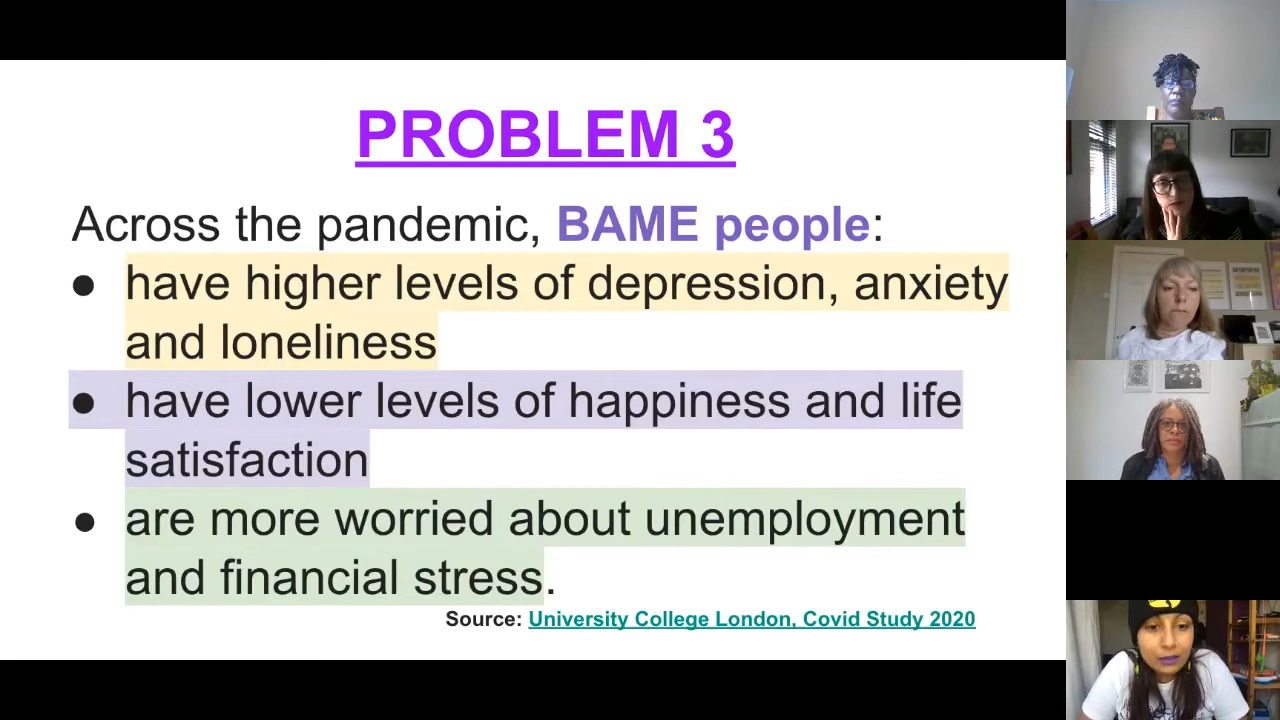 PROBLEM 3
Across the pandemic, BAME people:
● have higher levels of depression, anxiety
and loneliness
● have lower levels of happiness and life
satisfaction
● are more worried about unemployment
and financial stress.
Source: University College London, Covid Study 2020